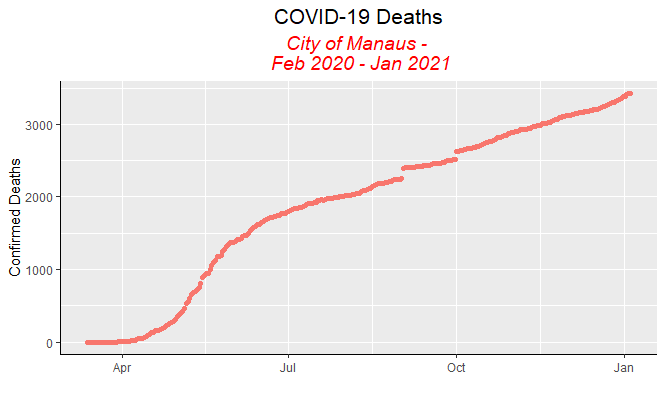 COVID-19 Deaths
City of Manaus -
Feb 2020 - Jan 2021
Confirmed Deaths
3000
2000
1000
0
Apr
Jul
Oct
Jan